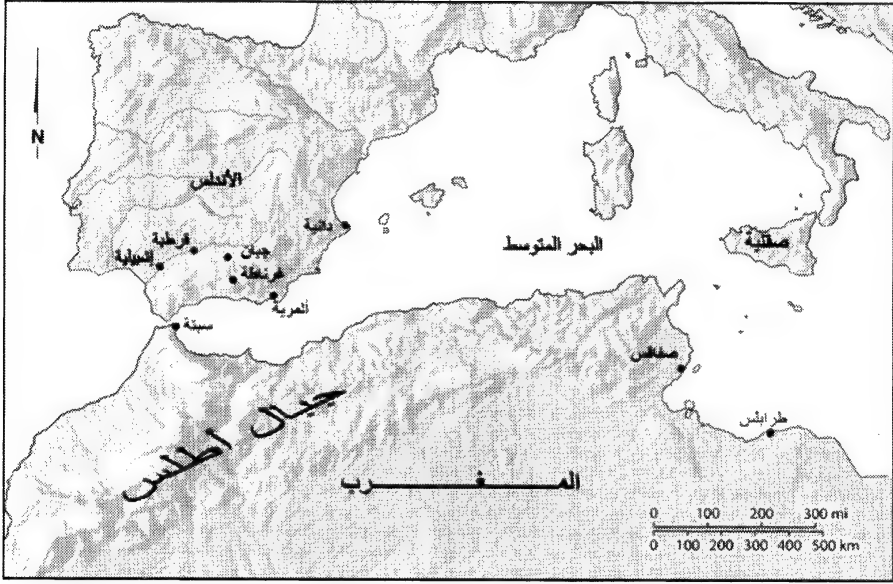 N
الأندلس
دانية
قرطبة
جيان
إشبيلية
غرناطة
المرية
سبتة
البحر المتوسط
صقلية
صفاقس
طرابلس
جبال أطلس
المغرب
0 100 200 300 mi
0 100 200 300 400 500 km